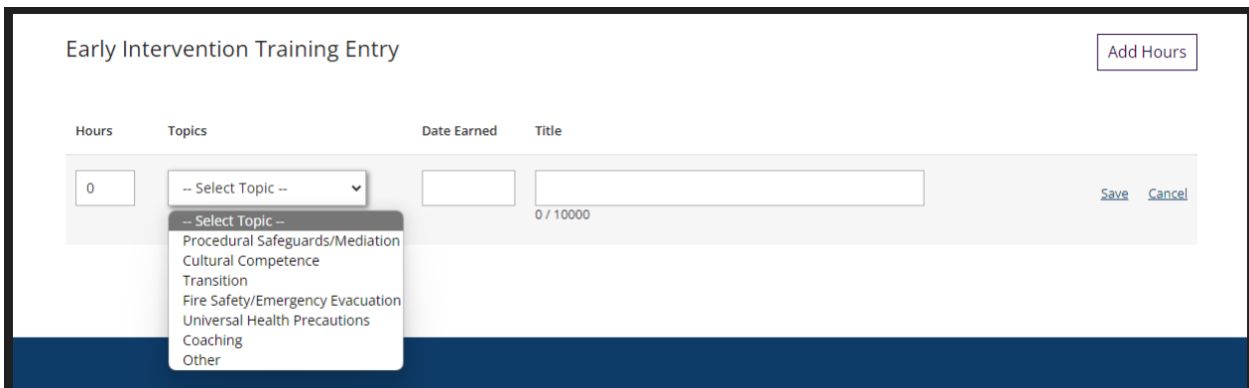 Early Intervention Training Entry
Add Hours
Hours Topics Date Earned Title
0 -- Select Topic -- Save Cancel
0 / 10000
-- Select Topic --
Procedural Safeguards/Mediation
Cultural Competence
Transition
Fire Safety/Emergency Evacuation
Universal Health Precautions
Coaching
Other